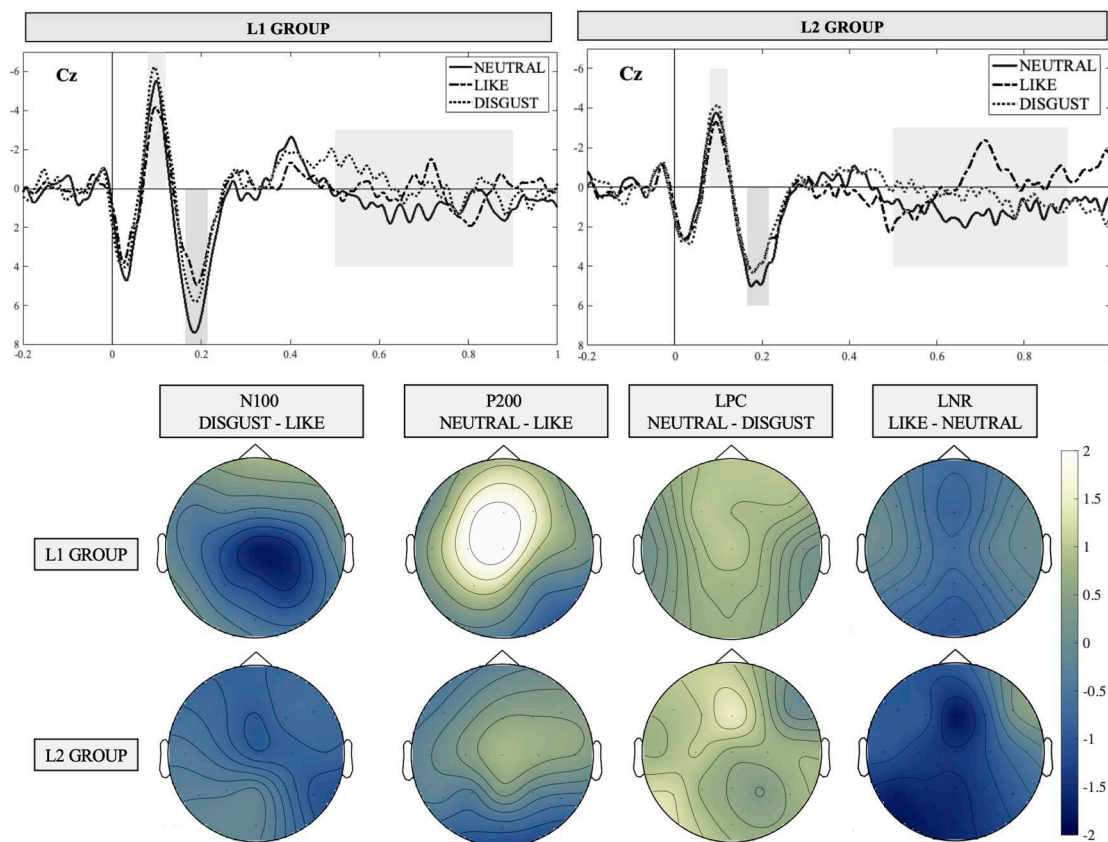 L1 GROUP
Cz
NEUTRAL
LIKE
DISGUST
-6
-4
-2
0
2
4
6
8
-0.2
0
0.2
0.4
0.6
0.8
1
L2 GROUP
Cz
NEUTRAL
LIKE
DISGUST
-6
-4
-2
0
2
4
6
8
-0.2
0
0.2
0.4
0.6
0.8
N100
DISGUST - LIKE
P200
NEUTRAL - LIKE
LPC
NEUTRAL - DISGUST
LNR
LIKE - NEUTRAL
L1 GROUP
L2 GROUP
2
1.5
1
0.5
0
-0.5
-1
-1.5
-2